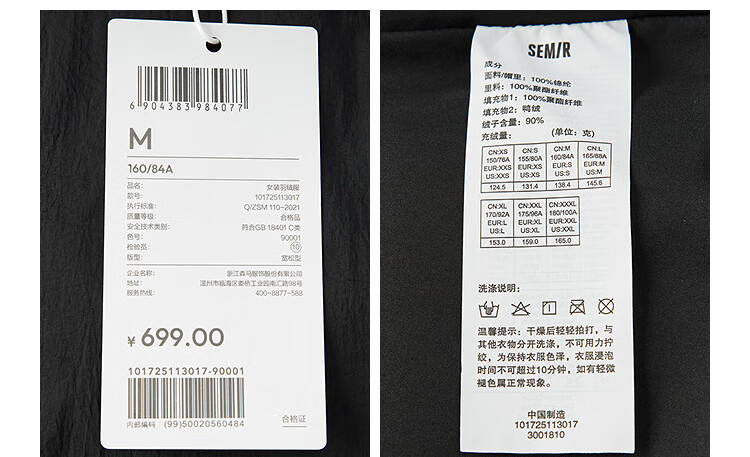 6 904383 984077
M
160/84A
品名: 女装羽绒服
款号: 101725113017
执行标准: Q/ZSM 110-2021
质量等级: 合格品
安全技术类别: 符合GB 18401 C类
色号: 90001
检验员: 10
版型: 宽松型
企业名称: 浙江森马服饰股份有限公司
地址: 温州市瓯海区娄桥工业园南汇路98号
服务热线: 400-8877-588
¥ 699.00
101725113017-90001
内部编码 (99)50020560484
合格证
SEMIR
成分
面料/帽里: 100%锦纶
里料: 100%聚酯纤维
填充物1: 100%聚酯纤维
填充物2: 鸭绒
绒子含量: 90%
充绒量: (单位: 克)
CN:XS CN:S CN:M CN:L
150/76A 155/80A 160/84A 165/88A
EUR:XXS EUR:XS EUR:S EUR:M
US:XXS US:XS US:S US:M
124.5 131.4 138.4 145.6
CN:XL CN:XXL CN:XXXL
170/92A 175/96A 180/100A
EUR:L EUR:XL EUR:XXL
US:L US:XL US:XXL
153.0 159.0 165.0
洗涤说明:
温馨提示: 干燥后轻轻拍打, 与
其他衣物分开洗涤, 不可用力拧
绞, 为保持衣服色泽, 衣服浸泡
时间不可超过10分钟, 如有轻微
褪色属正常现象。
中国制造
101725113017
3001810